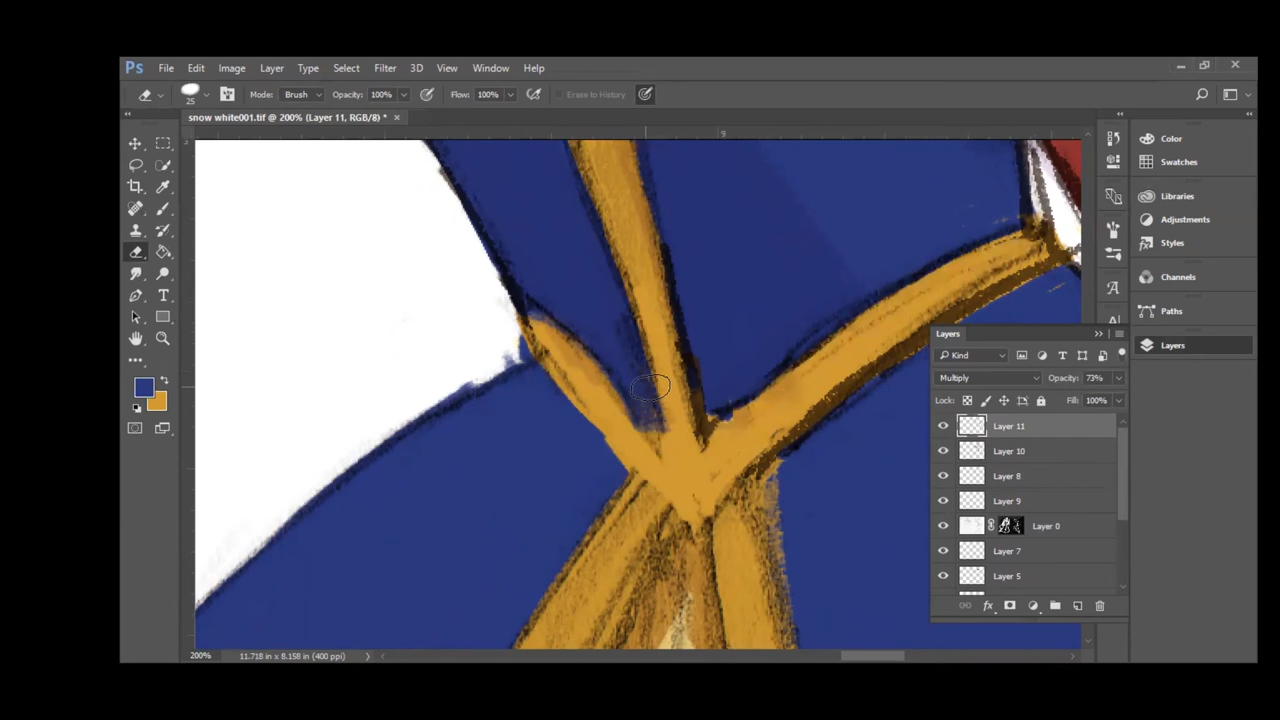 Ps File Edit Image Layer Type Select Filter 3D View Window Help
25 Mode: Brush Opacity: 100% Flow: 100% Erase to History
snow white001.tif @ 200% (Layer 11, RGB/8) *
9
Color
Swatches
Libraries
Adjustments
Styles
Channels
Paths
Layers
Layers
Kind
Multiply Opacity: 73%
Lock: Fill: 100%
Layer 11
Layer 10
Layer 8
Layer 9
Layer 0
Layer 7
Layer 5
fx
200% 11.718 in x 8.158 in (400 ppi)